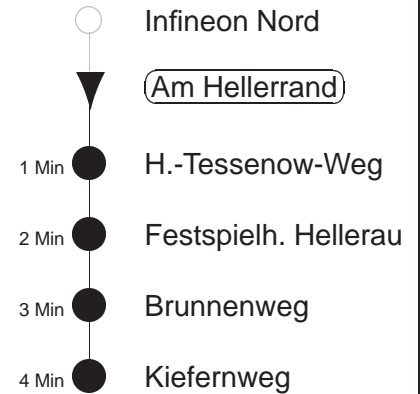 Infineon Nord
Am Hellerrand
1 Min H.-Tessenow-Weg
2 Min Festspielh. Hellerau
3 Min Brunnenweg
4 Min Kiefernweg